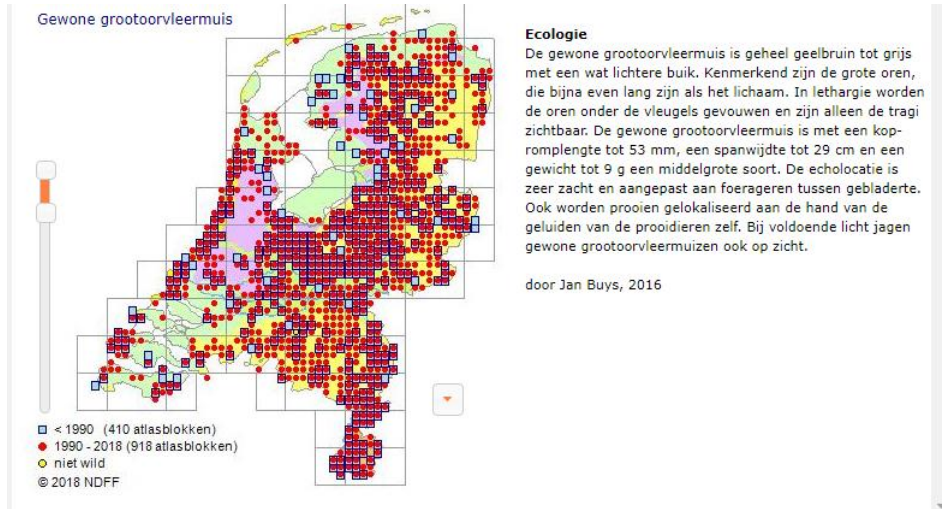 Gewone grootoorvleermuis
< 1990 (410 atlasblokken)
1990 - 2018 (918 atlasblokken)
niet wild
© 2018 NDFF
Ecologie
De gewone grootoorvleermuis is geheel geelbruin tot grijs
met een wat lichtere buik. Kenmerkend zijn de grote oren,
die bijna even lang zijn als het lichaam. In lethargie worden
de oren onder de vleugels gevouwen en zijn alleen de tragi
zichtbaar. De gewone grootoorvleermuis is met een kop-
romplengte tot 53 mm, een spanwijdte tot 29 cm en een
gewicht tot 9 g een middelgrote soort. De echolocatie is
zeer zacht en aangepast aan foerageren tussen gebladerte.
Ook worden prooien gelokaliseerd aan de hand van de
geluiden van de prooidieren zelf. Bij voldoende licht jagen
gewone grootoorvleermuizen ook op zicht.
door Jan Buys, 2016